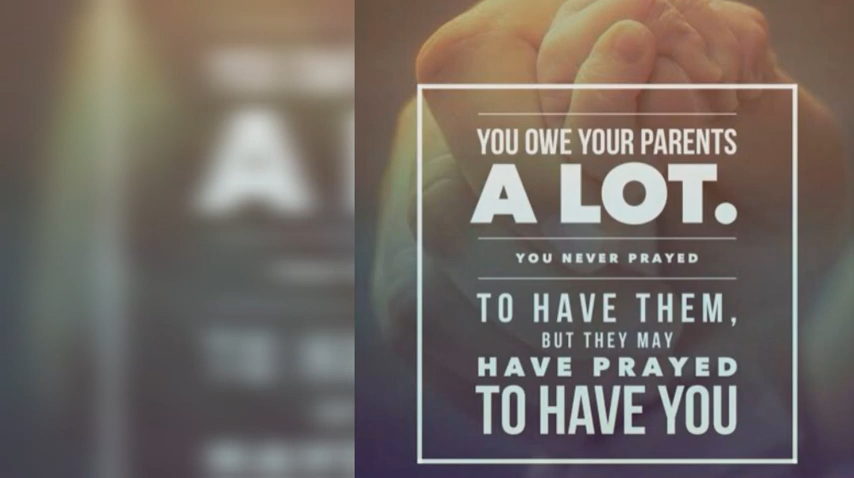 YOU OWE YOUR PARENTS
A LOT.
YOU NEVER PRAYED
TO HAVE THEM,
BUT THEY MAY
HAVE PRAYED
TO HAVE YOU